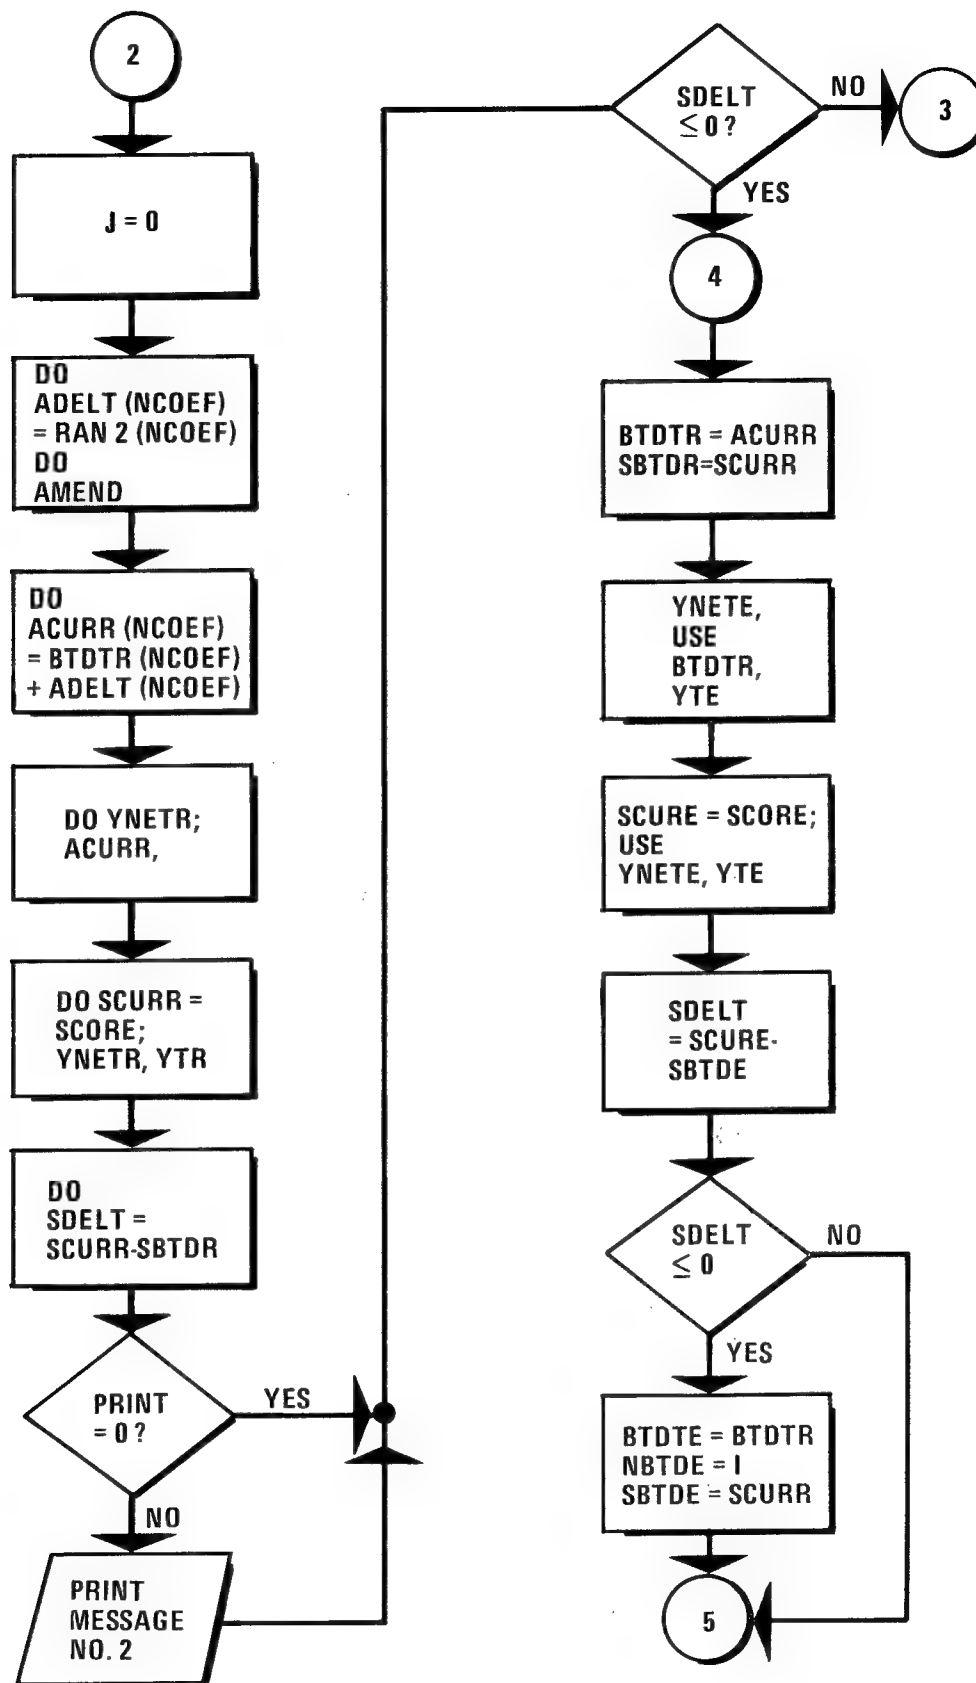 2
J = 0
DO
ADELT (NCOEF)
= RAN 2 (NCOEF)
DO
AMEND
DO
ACURR (NCOEF)
= BTDTR (NCOEF)
+ ADELT (NCOEF)
DO YNETR;
ACURR,
DO SCURR =
SCORE;
YNETR, YTR
DO
SDELT =
SCURR-SBTDR
PRINT
= 0 ?
YES
NO
PRINT
MESSAGE
NO. 2
SDELT
≤ 0 ?
NO
3
YES
4
BTDTR = ACURR
SBTDR=SCURR
YNETE,
USE
BTDTR,
YTE
SCURE = SCORE;
USE
YNETE, YTE
SDELT
= SCURE-
SBTDE
SDELT
≤ 0
NO
YES
BTDTE = BTDTR
NBTDE = I
SBTDE = SCURR
5